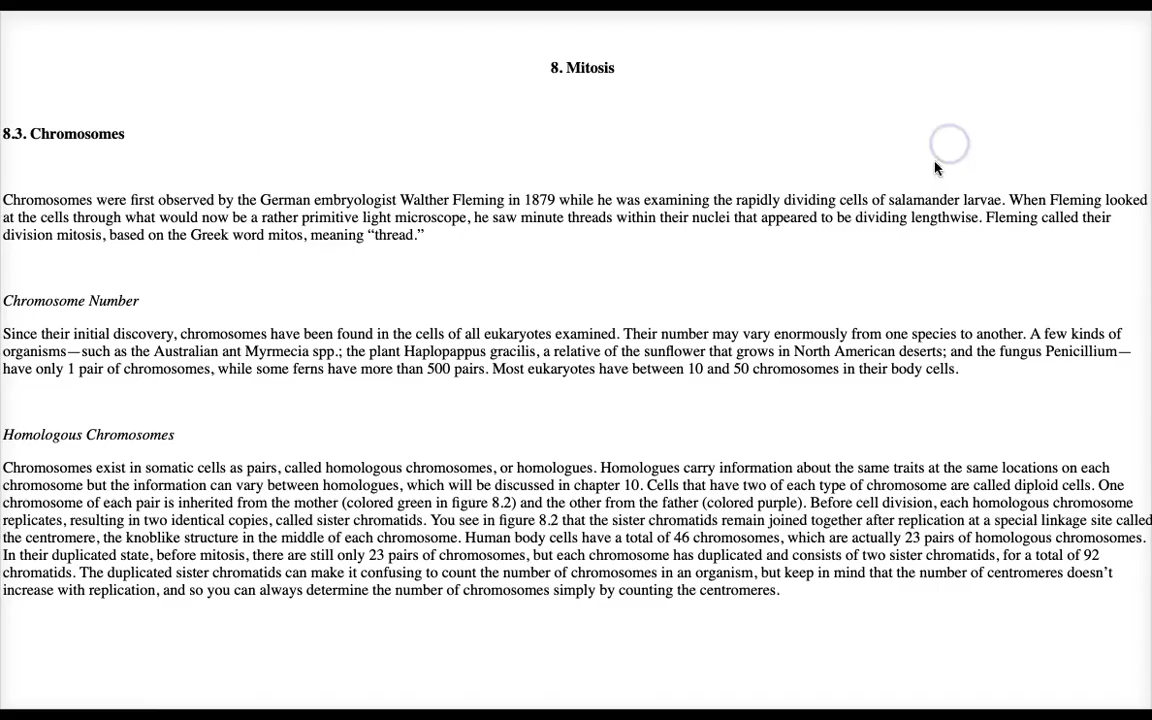 8. Mitosis
8.3. Chromosomes
Chromosomes were first observed by the German embryologist Walther Fleming in 1879 while he was examining the rapidly dividing cells of salamander larvae. When Fleming looked
at the cells through what would now be a rather primitive light microscope, he saw minute threads within their nuclei that appeared to be dividing lengthwise. Fleming called their
division mitosis, based on the Greek word mitos, meaning “thread.”
Chromosome Number
Since their initial discovery, chromosomes have been found in the cells of all eukaryotes examined. Their number may vary enormously from one species to another. A few kinds of
organisms—such as the Australian ant Myrmecia spp.; the plant Haplopappus gracilis, a relative of the sunflower that grows in North American deserts; and the fungus Penicillium—
have only 1 pair of chromosomes, while some ferns have more than 500 pairs. Most eukaryotes have between 10 and 50 chromosomes in their body cells.
Homologous Chromosomes
Chromosomes exist in somatic cells as pairs, called homologous chromosomes, or homologues. Homologues carry information about the same traits at the same locations on each
chromosome but the information can vary between homologues, which will be discussed in chapter 10. Cells that have two of each type of chromosome are called diploid cells. One
chromosome of each pair is inherited from the mother (colored green in figure 8.2) and the other from the father (colored purple). Before cell division, each homologous chromosome
replicates, resulting in two identical copies, called sister chromatids. You see in figure 8.2 that the sister chromatids remain joined together after replication at a special linkage site called
the centromere, the knoblike structure in the middle of each chromosome. Human body cells have a total of 46 chromosomes, which are actually 23 pairs of homologous chromosomes.
In their duplicated state, before mitosis, there are still only 23 pairs of chromosomes, but each chromosome has duplicated and consists of two sister chromatids, for a total of 92
chromatids. The duplicated sister chromatids can make it confusing to count the number of chromosomes in an organism, but keep in mind that the number of centromeres doesn’t
increase with replication, and so you can always determine the number of chromosomes simply by counting the centromeres.